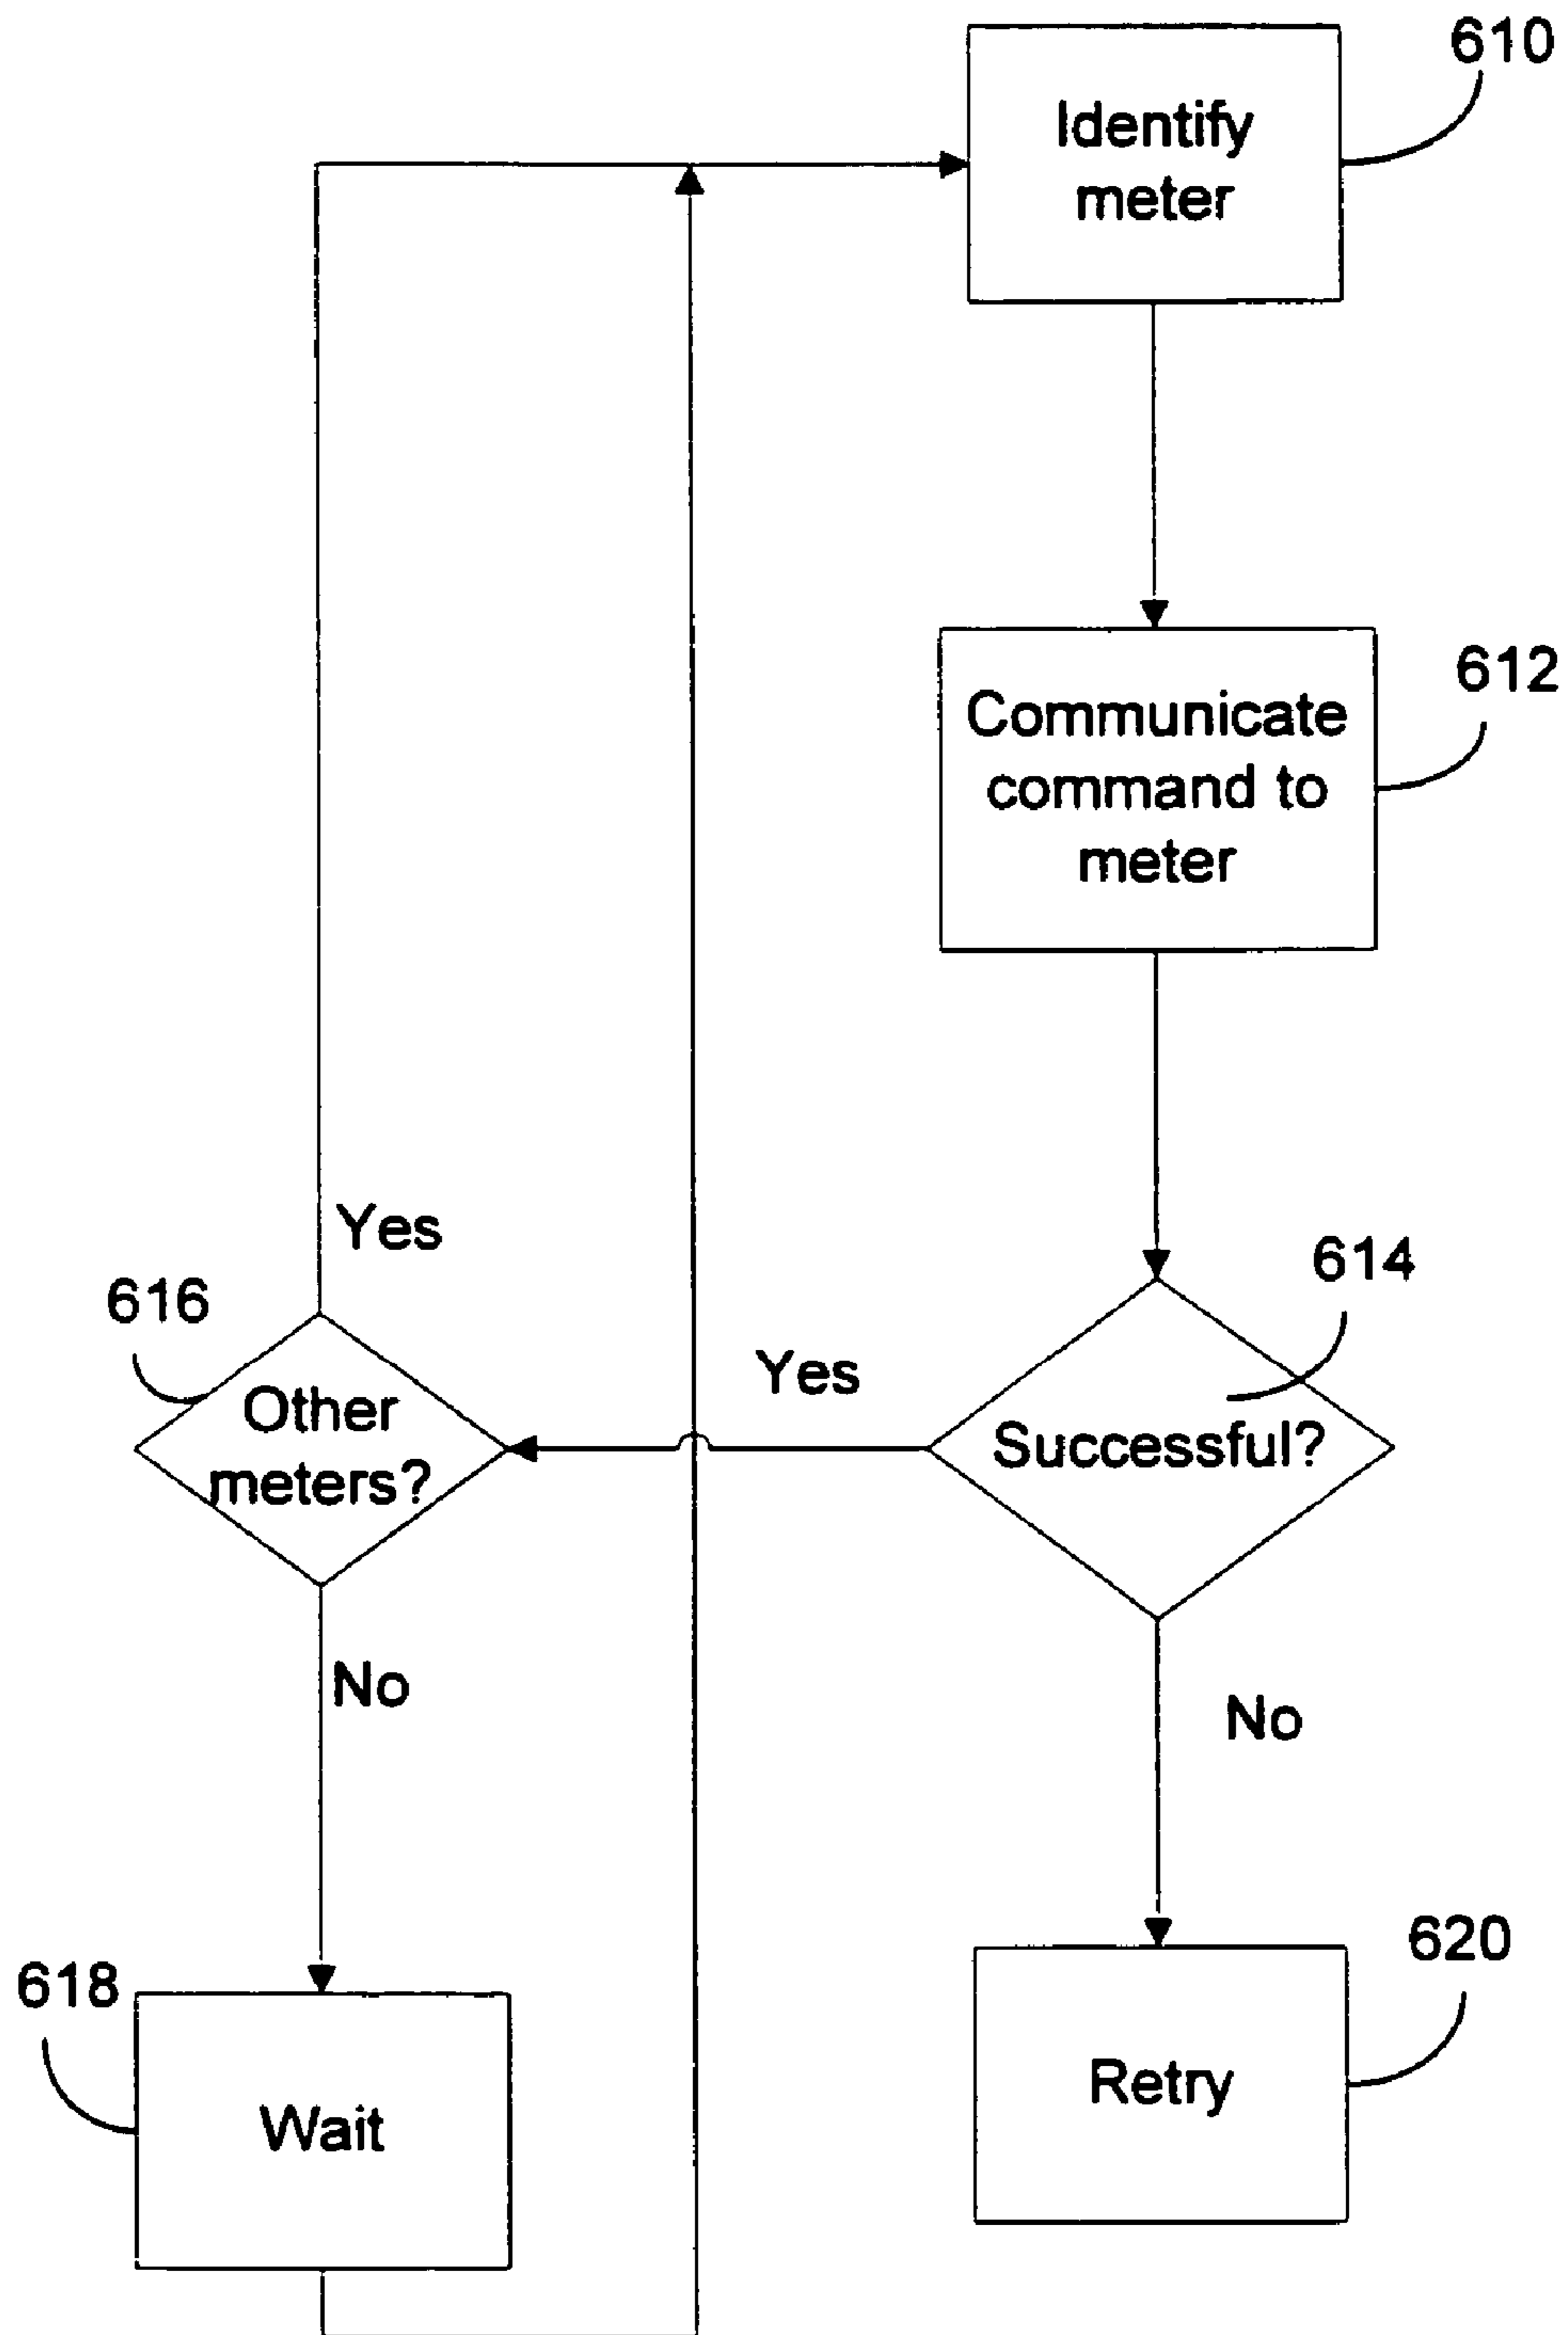 610
Identify
meter
612
Communicate
command to
meter
Yes
616
614
Yes
Other
meters?
Successful?
No
No
618
620
Wait
Retry